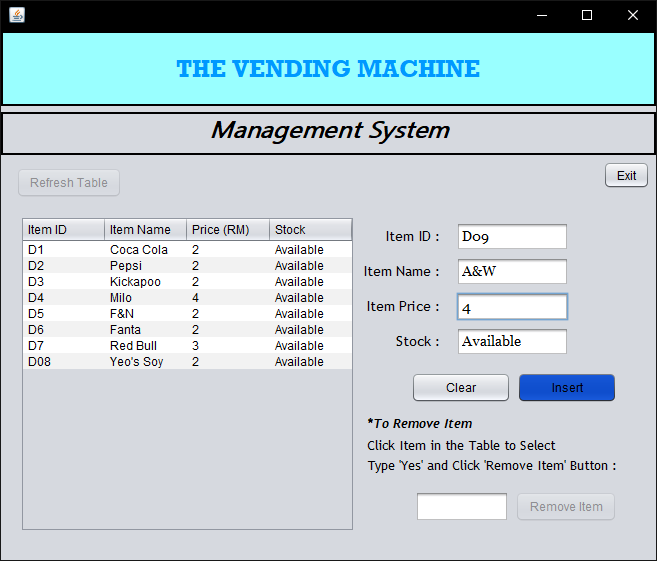 THE VENDING MACHINE
Management System
Refresh Table
Exit
Item ID Item Name Price (RM) Stock
D1 Coca Cola 2 Available
D2 Pepsi 2 Available
D3 Kickapoo 2 Available
D4 Milo 4 Available
D5 F&N 2 Available
D6 Fanta 2 Available
D7 Red Bull 3 Available
D08 Yeo's Soy 2 Available
Item ID : D09
Item Name : A&W
Item Price : 4
Stock : Available
Clear Insert
*To Remove Item
Click Item in the Table to Select
Type 'Yes' and Click 'Remove Item' Button :
Remove Item